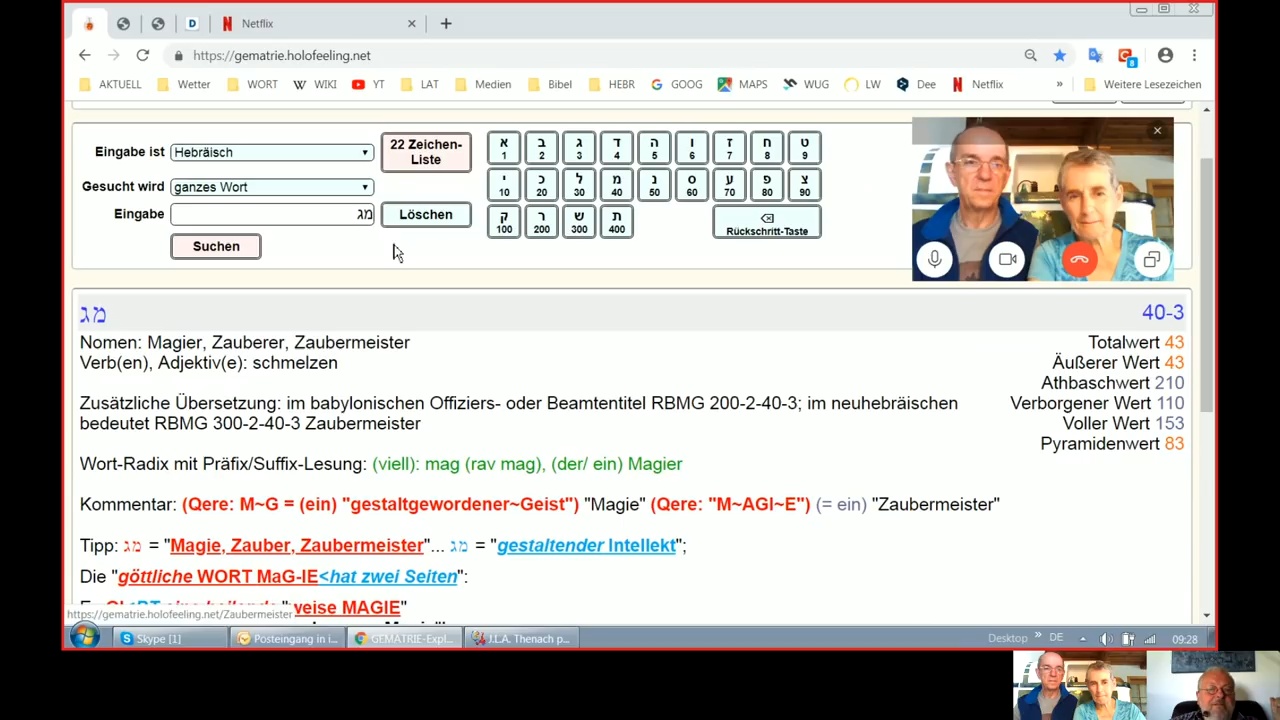 Netflix
https://gematrie.holofeeling.net
AKTUELL Wetter WORT WIKI YT LAT Medien Bibel HEBR GOOG MAPS WUG LW Dee Netflix » Weitere Lesezeichen
Eingabe ist Hebräisch
22 Zeichen-Liste
Gesucht wird ganzes Wort
Eingabe מג Löschen
Suchen
א ב ג ד ה ו ז ח ט
1 2 3 4 5 6 7 8 9
י כ ל מ נ ס ע פ צ
10 20 30 40 50 60 70 80 90
ק ר ש ת
100 200 300 400 Rückschritt-Taste
מג 40-3
Nomen: Magier, Zauberer, Zaubermeister
Verb(en), Adjektiv(e): schmelzen
Totalwert 43
Äußerer Wert 43
Athbaschwert 210
Verborgener Wert 110
Voller Wert 153
Pyramidenwert 83
Zusätzliche Übersetzung: im babylonischen Offiziers- oder Beamtentitel RBMG 200-2-40-3; im neuhebräischen
bedeutet RBMG 300-2-40-3 Zaubermeister
Wort-Radix mit Präfix/Suffix-Lesung: (viell): mag (rav mag), (der/ ein) Magier
Kommentar: (Qere: M~G = (ein) "gestaltgewordener~Geist") "Magie" (Qere: "M~AGI~E") (= ein) "Zaubermeister"
Tipp: מג = "Magie, Zauber, Zaubermeister"... מג = "gestaltender Intellekt";
Die "göttliche WORT MaG-IE<hat zwei Seiten":
weise MAGIE"
https://gematrie.holofeeling.net/Zaubermeister
Skype [1] Posteingang in i... GEMATRIE-Expl... J.L.A. Thenach p... Desktop » DE 09:28